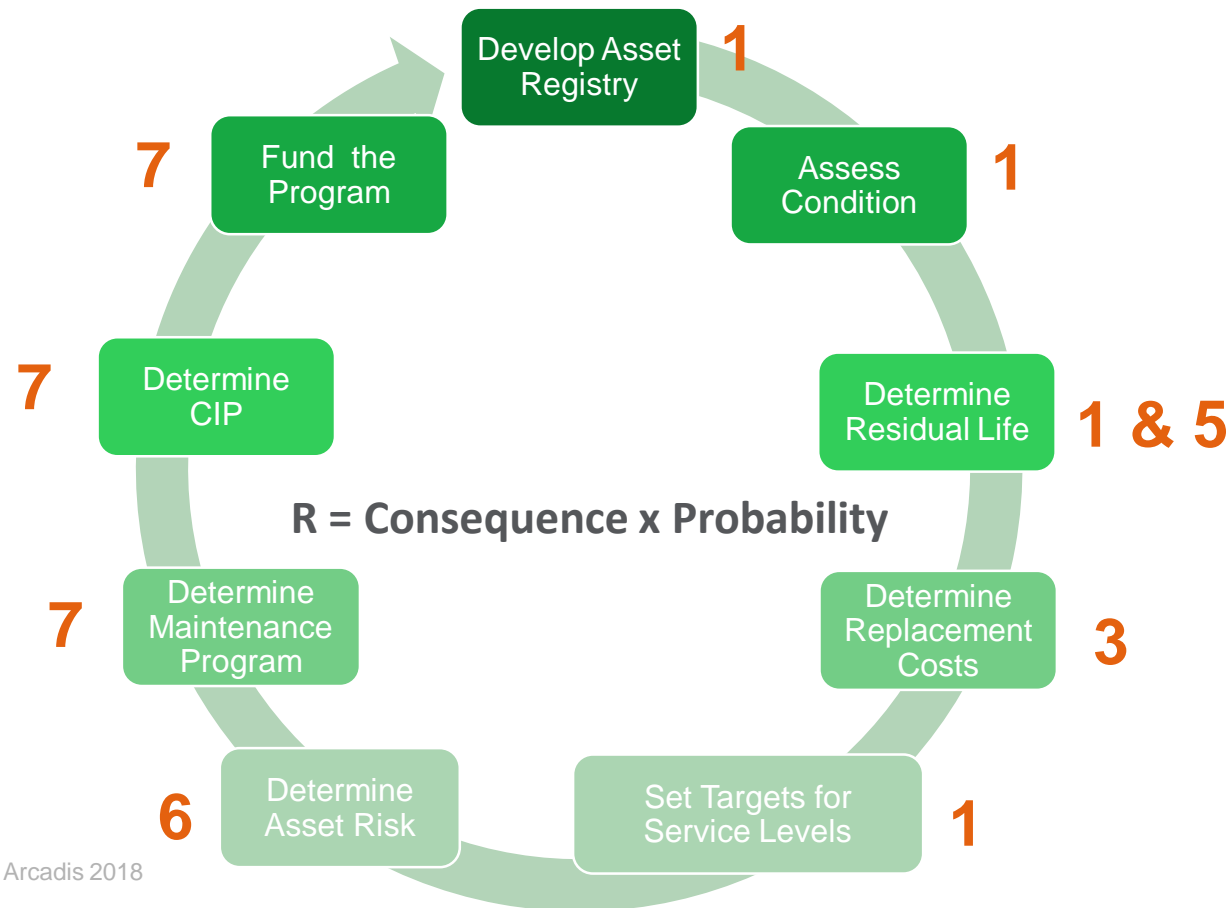 Develop Asset
Registry
1
Assess
Condition
1
Determine
Residual Life
1 & 5
Determine
Replacement
Costs
3
Set Targets for
Service Levels
1
Determine
Asset Risk
6
Determine
Maintenance
Program
7
Determine
CIP
7
Fund the
Program
7
R = Consequence x Probability
Arcadis 2018